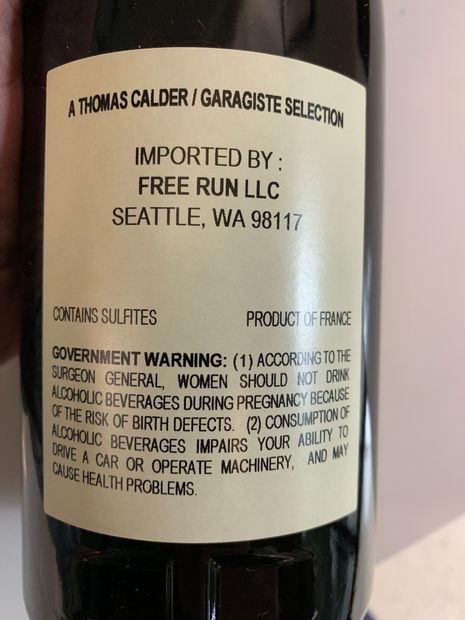 A THOMAS CALDER / GARAGISTE SELECTION
IMPORTED BY :
FREE RUN LLC
SEATTLE, WA 98117
CONTAINS SULFITES PRODUCT OF FRANCE
GOVERNMENT WARNING: (1) ACCORDING TO THE
SURGEON GENERAL, WOMEN SHOULD NOT DRINK
ALCOHOLIC BEVERAGES DURING PREGNANCY BECAUSE
OF THE RISK OF BIRTH DEFECTS. (2) CONSUMPTION OF
ALCOHOLIC BEVERAGES IMPAIRS YOUR ABILITY TO
DRIVE A CAR OR OPERATE MACHINERY, AND MAY
CAUSE HEALTH PROBLEMS.